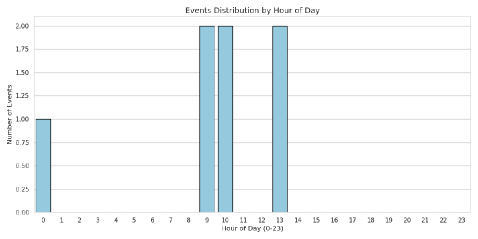 Events Distribution by Hour of Day
2.00
1.75
1.50
1.25
1.00
0.75
0.50
0.25
0.00
Number of Events
0 1 2 3 4 5 6 7 8 9 10 11 12 13 14 15 16 17 18 19 20 21 22 23
Hour of Day (0-23)